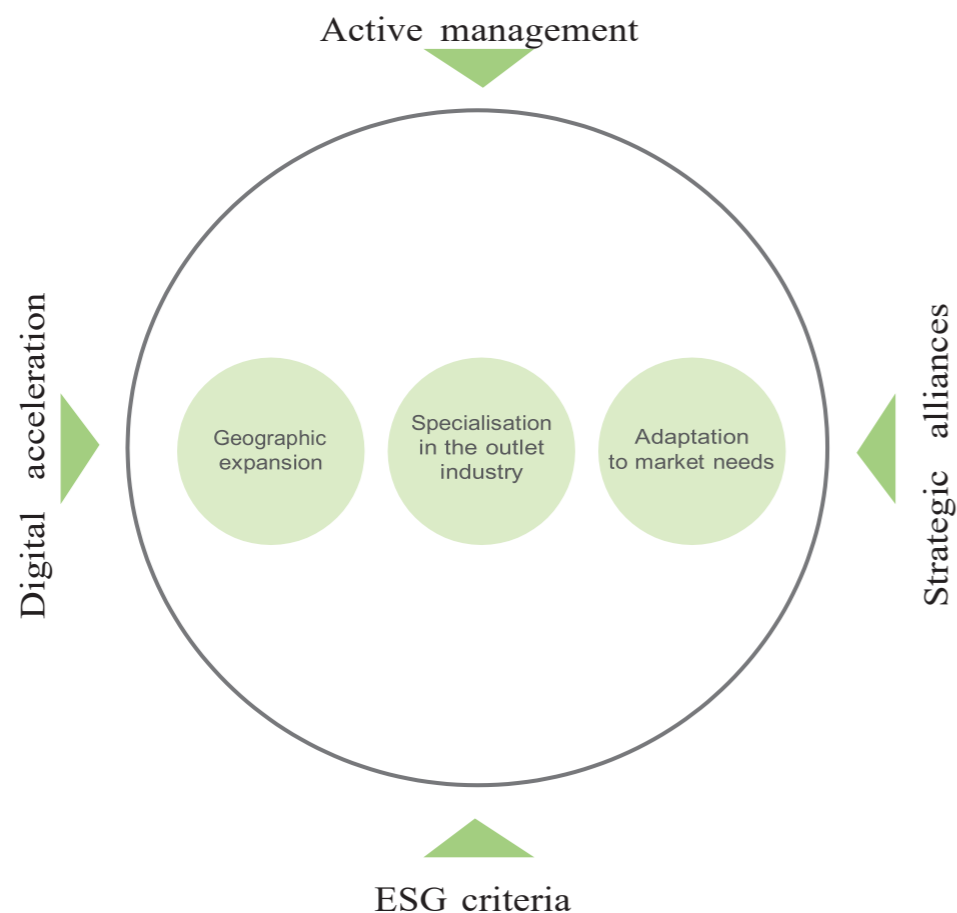 Active management
Digital acceleration
Geographic
expansion
Specialisation
in the outlet
industry
Adaptation
to market needs
Strategic alliances
ESG criteria